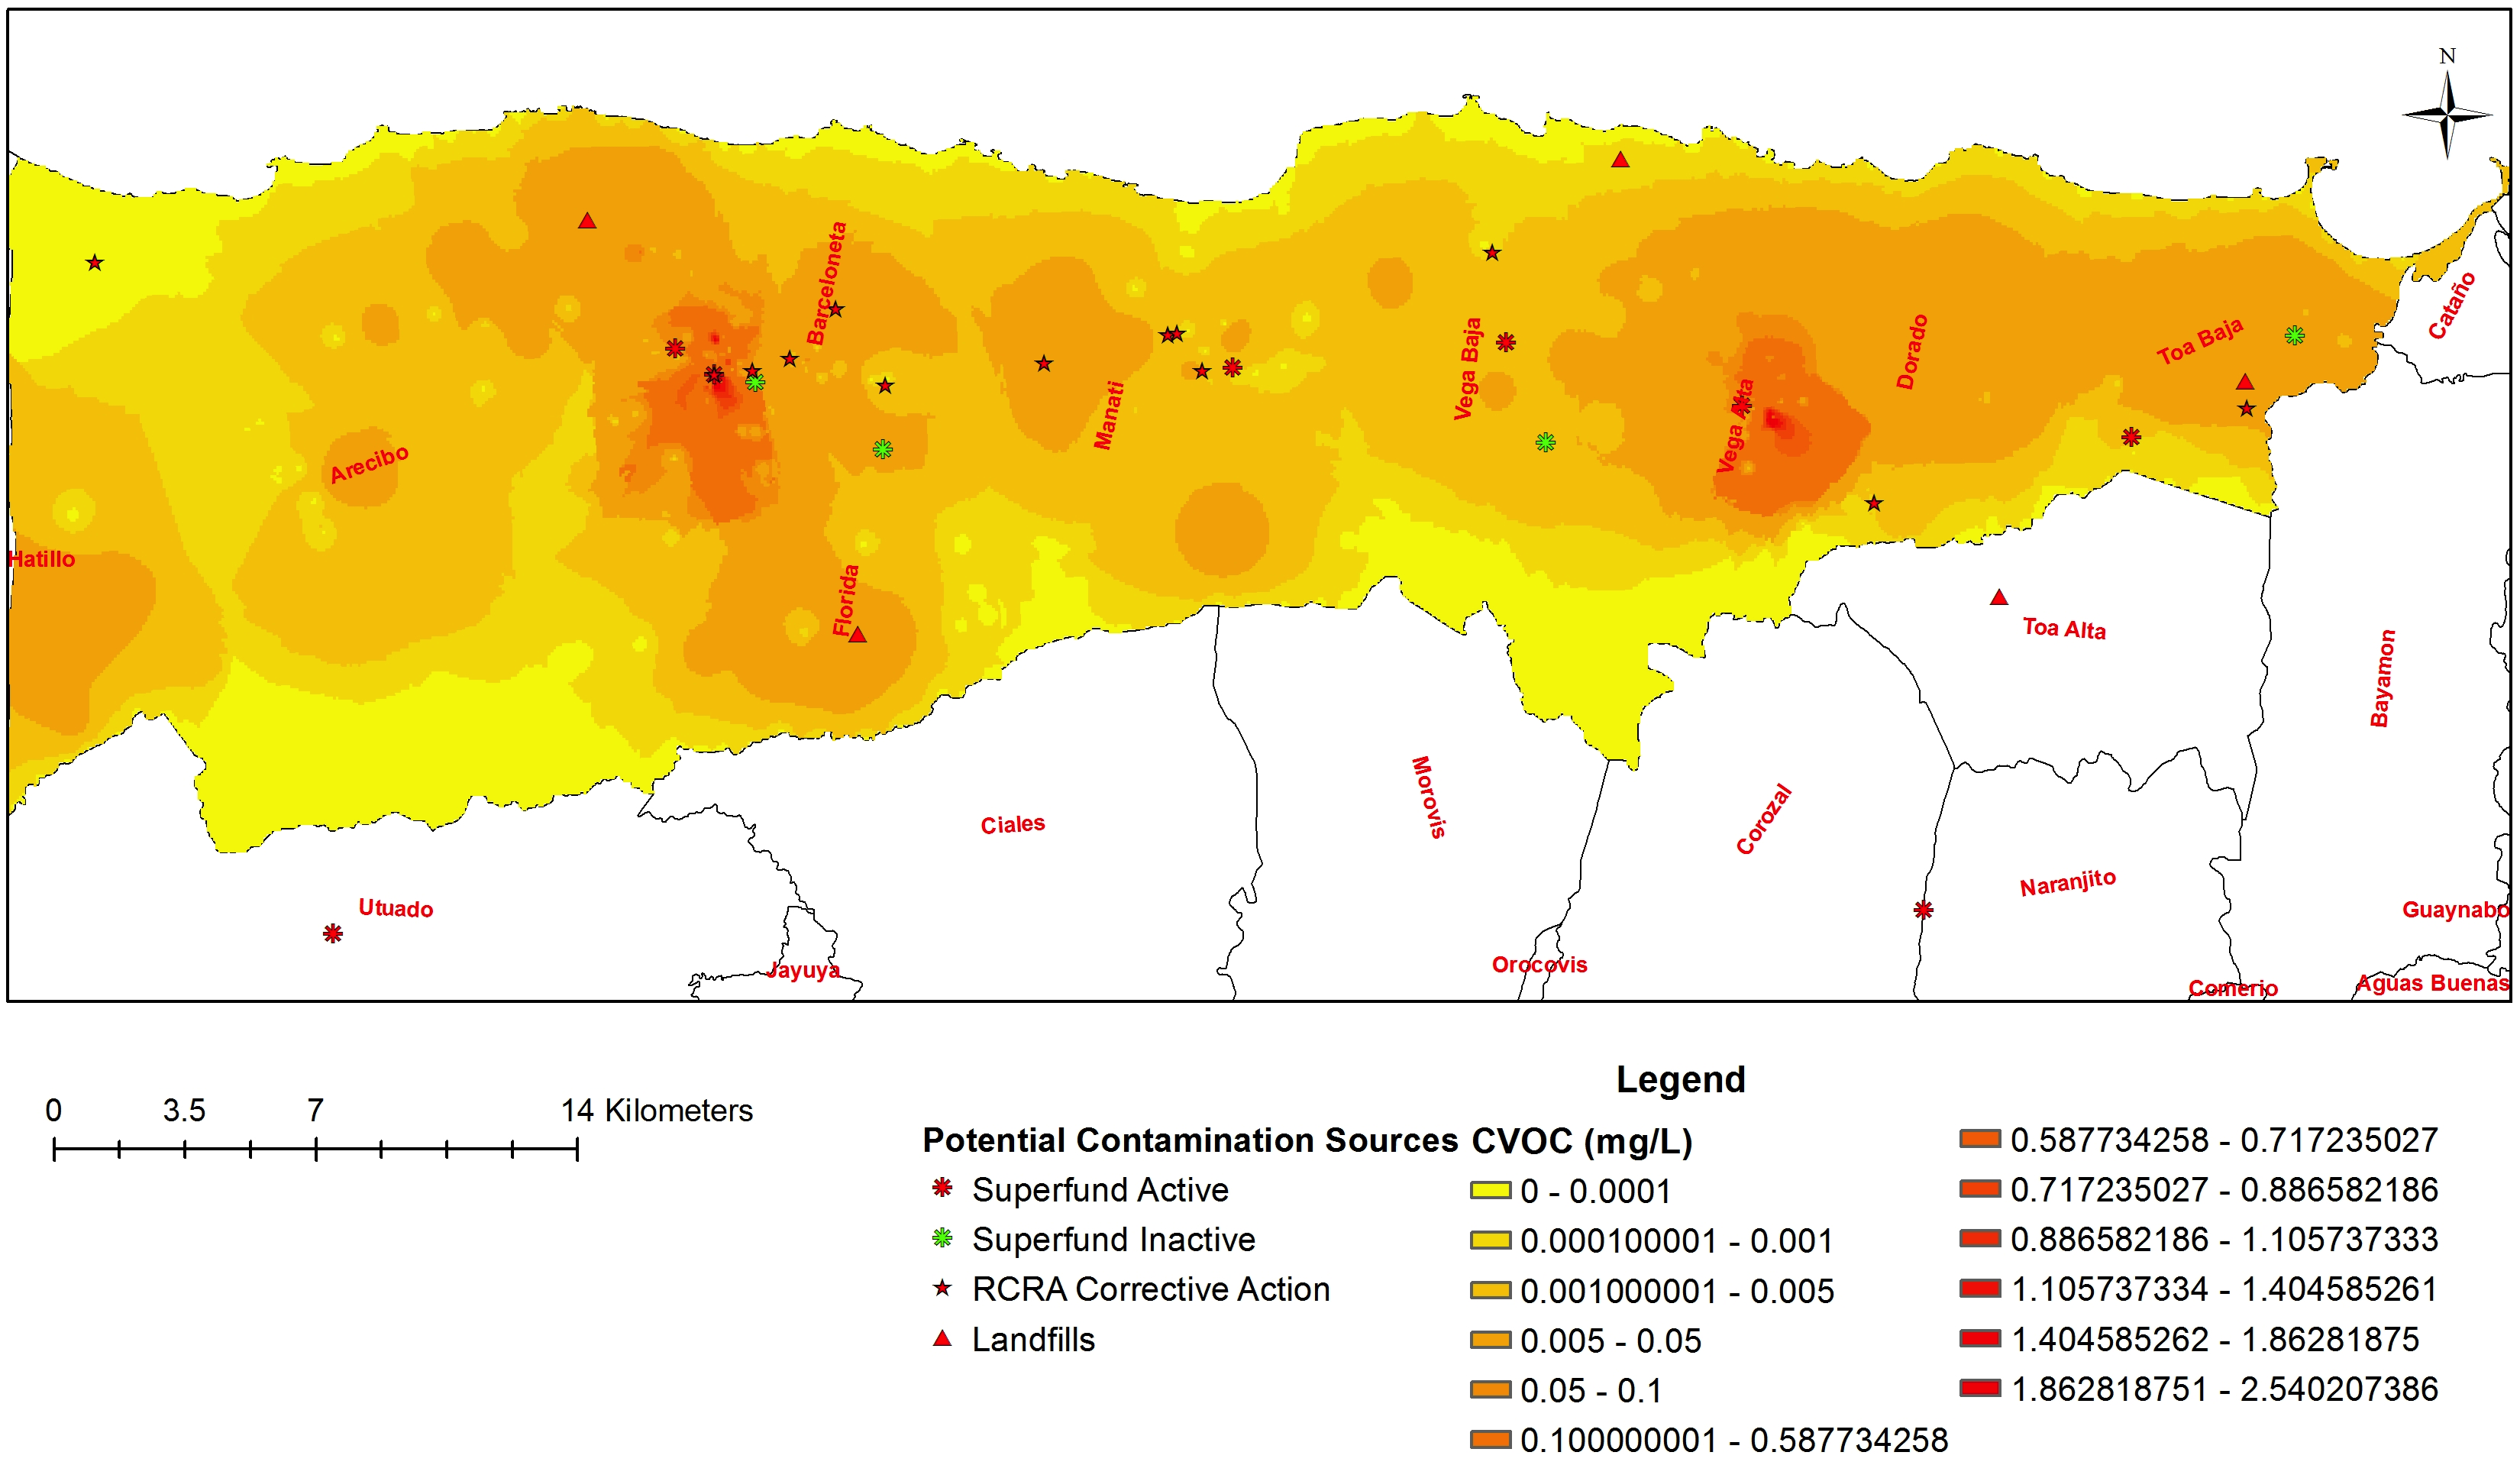 N
Barceloneta
Cataño
Toa Baja
Dorado
Vega Baja
Manati
Vega Alta
Arecibo
Hatillo
Florida
Toa Alta
Bayamon
Morovis
Corozal
Ciales
Naranjito
Utuado
Guaynabo
Orocovis
Jayuya
Aguas Buenas
Comerio
0 3.5 7 14 Kilometers
Legend
Potential Contamination Sources
Superfund Active
Superfund Inactive
RCRA Corrective Action
Landfills
CVOC (mg/L)
0 - 0.0001
0.000100001 - 0.001
0.001000001 - 0.005
0.005 - 0.05
0.05 - 0.1
0.100000001 - 0.587734258
0.587734258 - 0.717235027
0.717235027 - 0.886582186
0.886582186 - 1.105737333
1.105737334 - 1.404585261
1.404585262 - 1.86281875
1.862818751 - 2.540207386